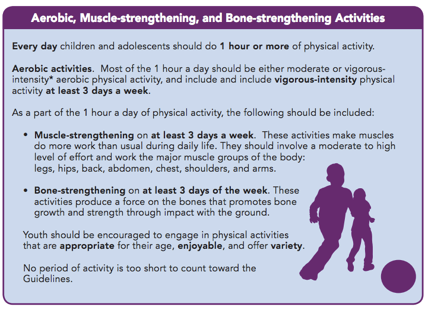 Aerobic, Muscle-strengthening, and Bone-strengthening Activities
Every day children and adolescents should do 1 hour or more of physical activity.
Aerobic activities.  Most of the 1 hour a day should be either moderate or vigorous-
intensity* aerobic physical activity, and include and include vigorous-intensity physical
activity at least 3 days a week.
As a part of the 1 hour a day of physical activity, the following should be included:
• Muscle-strengthening on at least 3 days a week.  These activities make muscles
do more work than usual during daily life. They should involve a moderate to high
level of effort and work the major muscle groups of the body:
legs, hips, back, abdomen, chest, shoulders, and arms.
• Bone-strengthening on at least 3 days of the week. These
activities produce a force on the bones that promotes bone
growth and strength through impact with the ground.
Youth should be encouraged to engage in physical activities
that are appropriate for their age, enjoyable, and offer variety.
No period of activity is too short to count toward the
Guidelines.